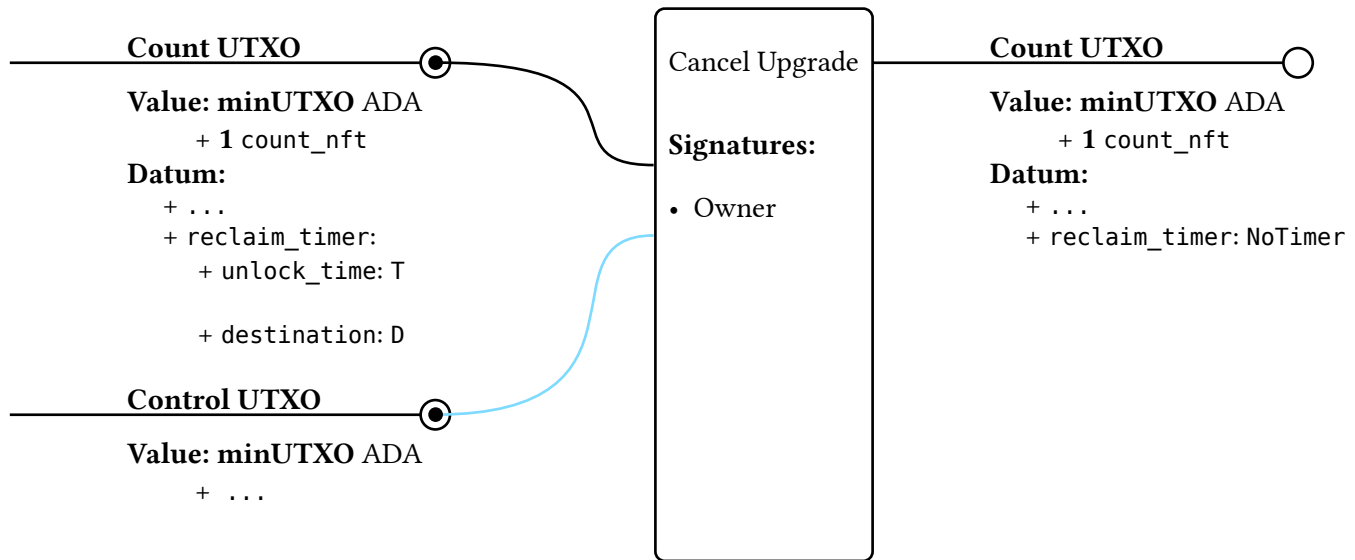 Count UTXO
Value: minUTXO ADA
+ 1 count_nft
Datum:
+ ...
+ reclaim_timer:
+ unlock_time: T
+ destination: D
Control UTXO
Value: minUTXO ADA
+ ...
Cancel Upgrade
Signatures:
• Owner
Count UTXO
Value: minUTXO ADA
+ 1 count_nft
Datum:
+ ...
+ reclaim_timer: NoTimer